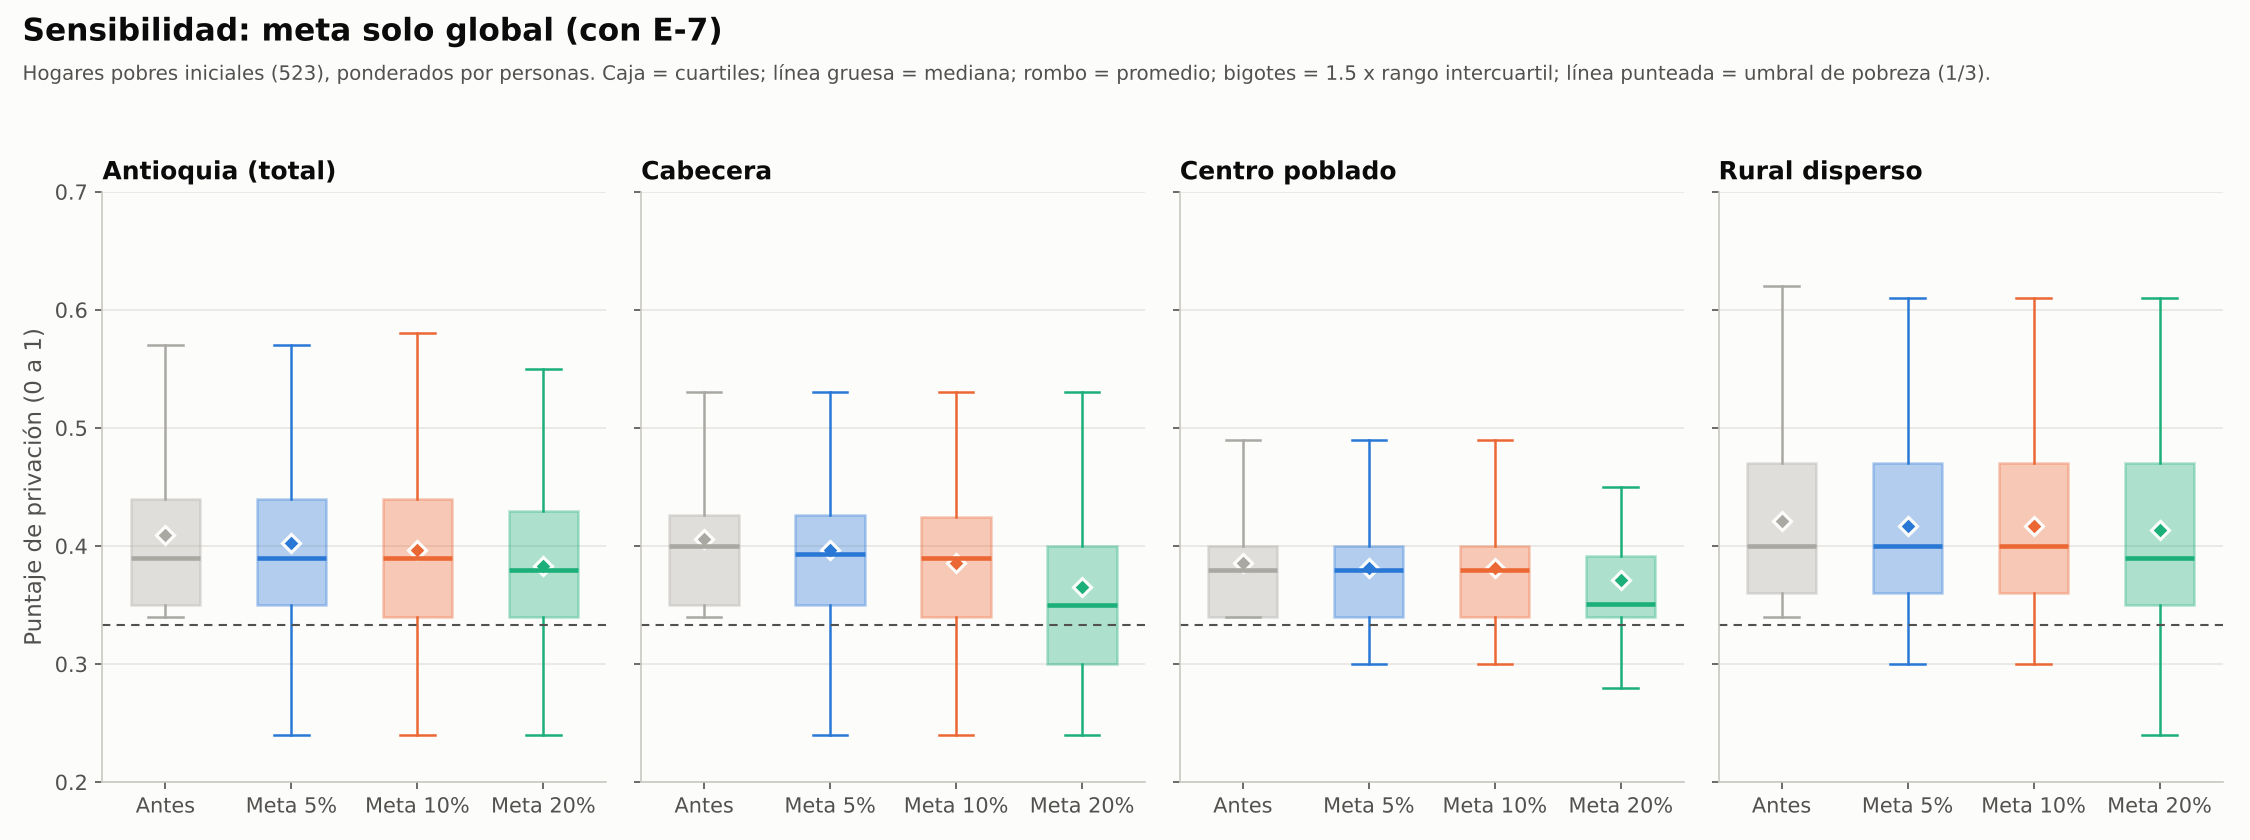 Sensibilidad: meta solo global (con E-7)
Hogares pobres iniciales (523), ponderados por personas. Caja = cuartiles; línea gruesa = mediana; rombo = promedio; bigotes = 1.5 x rango intercuartil; línea punteada = umbral de pobreza (1/3).
Antioquia (total)
Cabecera
Centro poblado
Rural disperso
Puntaje de privación (0 a 1)
0.7
0.6
0.5
0.4
0.3
0.2
Antes Meta 5% Meta 10% Meta 20%
Antes Meta 5% Meta 10% Meta 20%
Antes Meta 5% Meta 10% Meta 20%
Antes Meta 5% Meta 10% Meta 20%